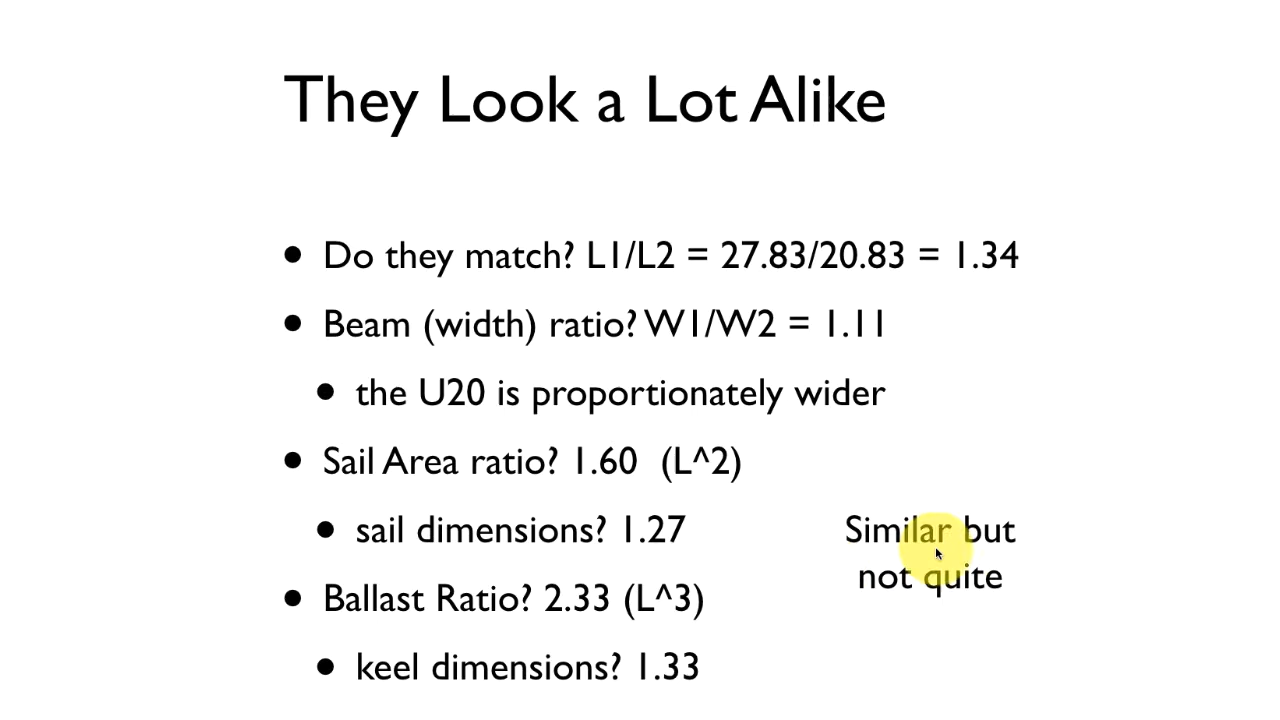 They Look a Lot Alike
• Do they match? L1/L2 = 27.83/20.83 = 1.34
• Beam (width) ratio? W1/W2 = 1.11
• the U20 is proportionately wider
• Sail Area ratio? 1.60 (L^2)
• sail dimensions? 1.27
• Ballast Ratio? 2.33 (L^3)
• keel dimensions? 1.33
Similar but
not quite